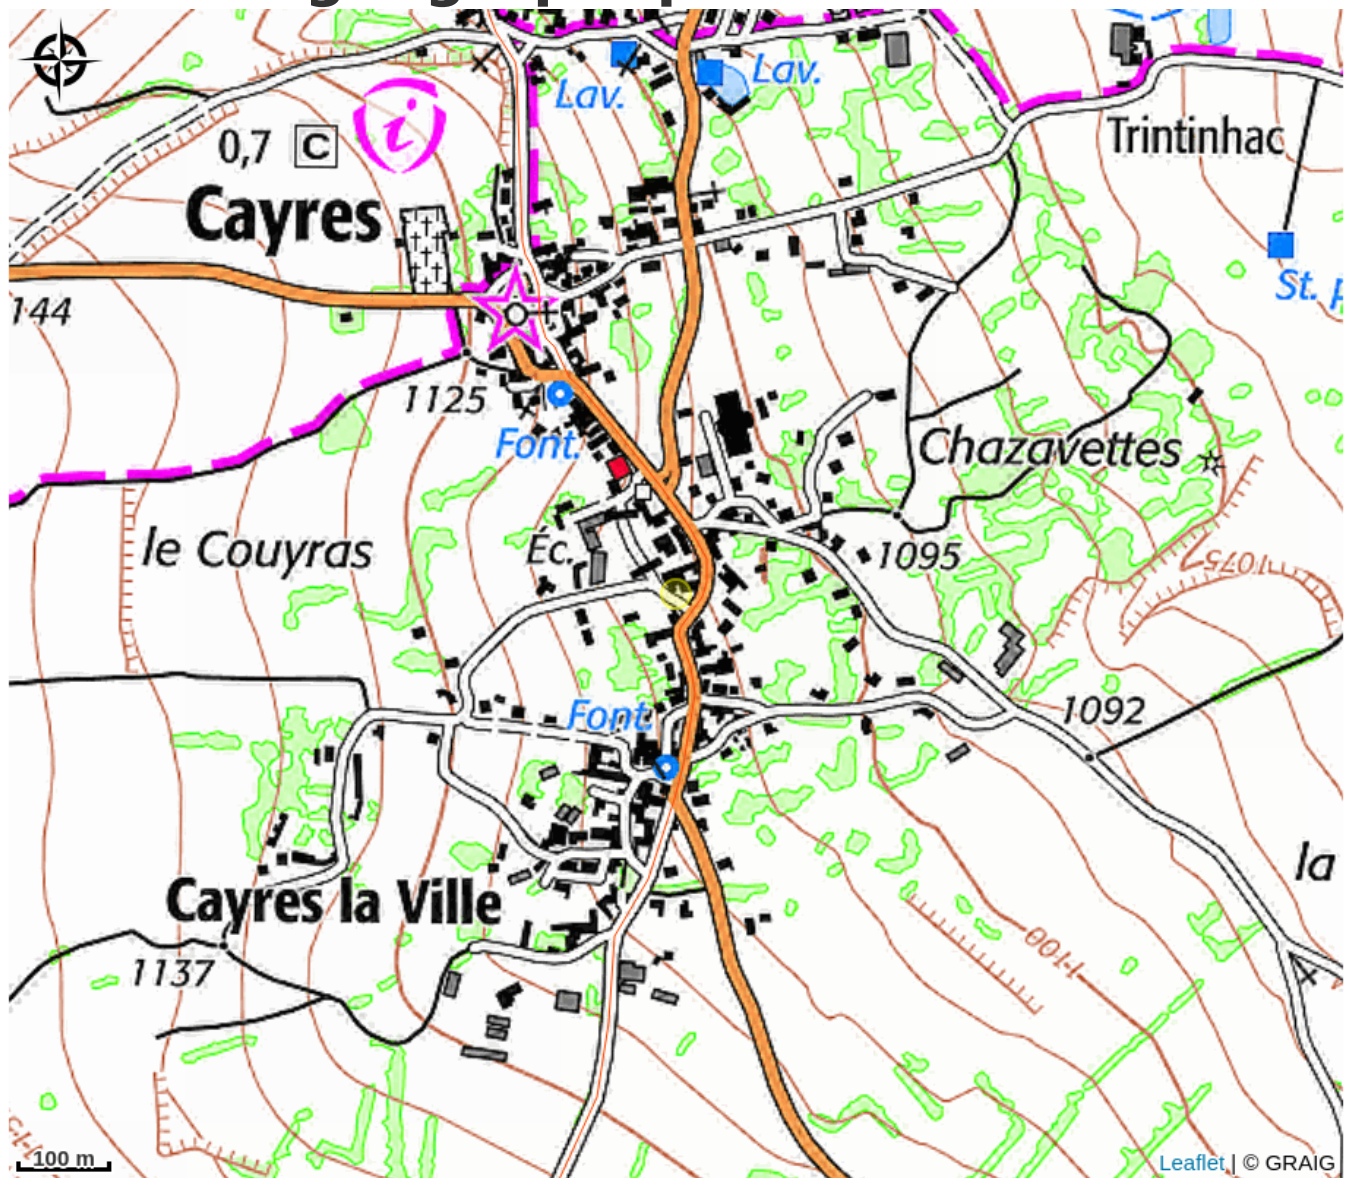 Lav.
Lav.
Trintinhac
0,7 C
i
Cayres
144
St.
1125
Font.
Chazavettes
le Couyras
Éc.
1095
1075
Font.
1092
la
Cayres la Ville
1137
1100
100 m
Leaflet | © GRAIG